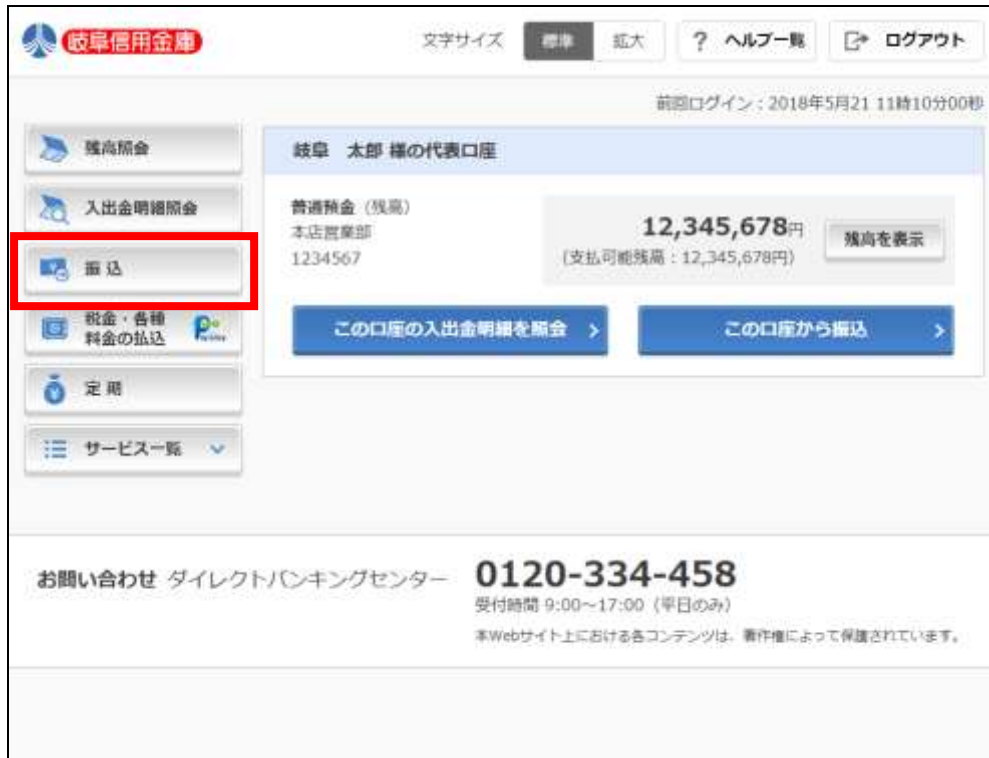 岐阜信用金庫
文字サイズ 標準 拡大 ? ヘルプ一覧 ログアウト
前回ログイン：2018年5月21 11時10分00秒
残高照会
入出金明細照会
振込
税金・各種
料金の払込
定期
サービス一覧
岐阜 太郎 様の代表口座
普通預金（残高）
本店営業部
1234567
12,345,678円
(支払可能残高：12,345,678円)
残高を表示
この口座の入出金明細を照会
この口座から振込
お問い合わせ ダイレクトバンキングセンター
0120-334-458
受付時間 9:00～17:00（平日のみ）
本Webサイト上における各コンテンツは、著作権によって保護されています。